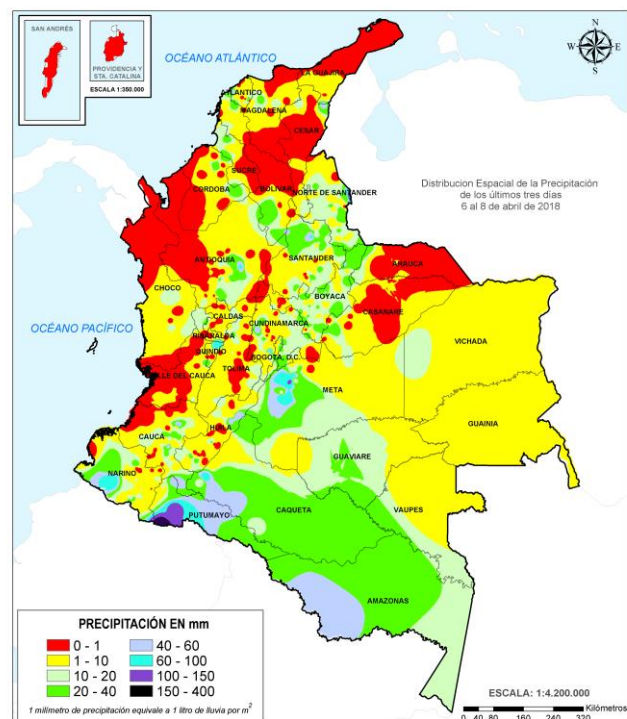 SAN ANDRÉS
PROVIDENCIA Y
STA. CATALINA
ESCALA 1:350.000
OCÉANO ATLÁNTICO
N
W
E
S
LA GUAJIRA
ATLANTICO
MAGDALENA
CESAR
SUCRE
CORDOBA
BOLIVAR
NORTE DE SANTANDER
Distribucion Espacial de la Precipitación
de los últimos tres días
6 al 8 de abril de 2018
ANTIOQUIA
SANTANDER
ARAUCA
CHOCO
BOYACA
CASANARE
CALDAS
CUNDINAMARCA
OCÉANO PACÍFICO
RISARALDA
QUINDIO
BOGOTA, D.C.
VICHADA
VALLE DEL CAUCA
TOLIMA
META
GUAINIA
CAUCA
HUILA
GUAVIARE
NARIÑO
CAQUETA
VAUPES
PUTUMAYO
AMAZONAS
PRECIPITACIÓN EN mm
0 - 1
40 - 60
1 - 10
60 - 100
10 - 20
100 - 150
20 - 40
150 - 400
1 milímetro de precipitación equivale a 1 litro de lluvia por m²
ESCALA: 1:4.200.000
0 40 80 160 240 320
Kilómetros